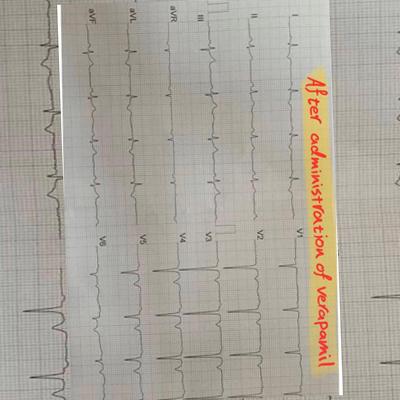 After administration of verapamil
I
II
III
aVR
aVL
aVF
V1
V2
V3
V4
V5
V6